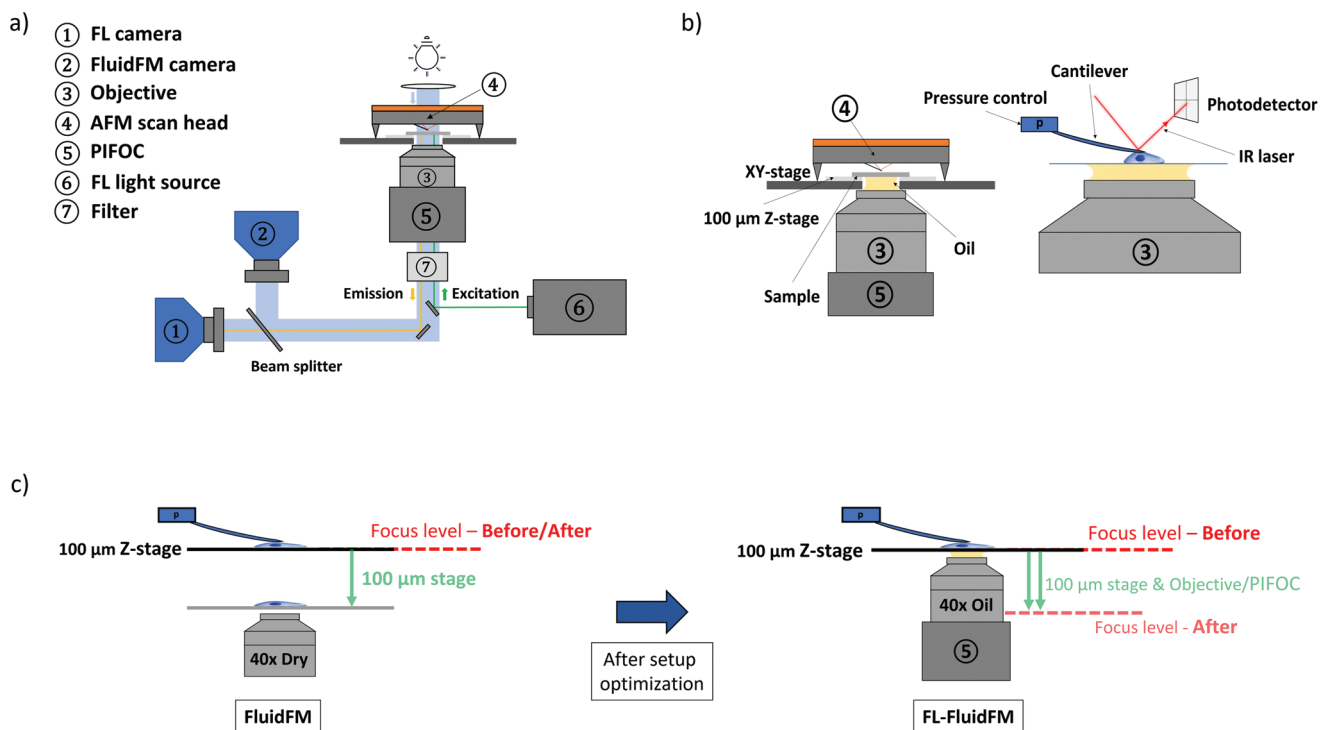 a)
① FL camera
② FluidFM camera
③ Objective
④ AFM scan head
⑤ PIFOC
⑥ FL light source
⑦ Filter
④
③
⑤
⑦
②
Emission
Excitation
⑥
①
Beam splitter
b)
④
XY-stage
100 µm Z-stage
③
Oil
Sample
⑤
Cantilever
Pressure control
p
Photodetector
IR laser
③
c)
p
Focus level – Before/After
100 µm Z-stage
100 µm stage
40x Dry
FluidFM
After setup
optimization
p
Focus level – Before
100 µm Z-stage
100 µm stage & Objective/PIFOC
40x Oil
Focus level - After
⑤
FL-FluidFM